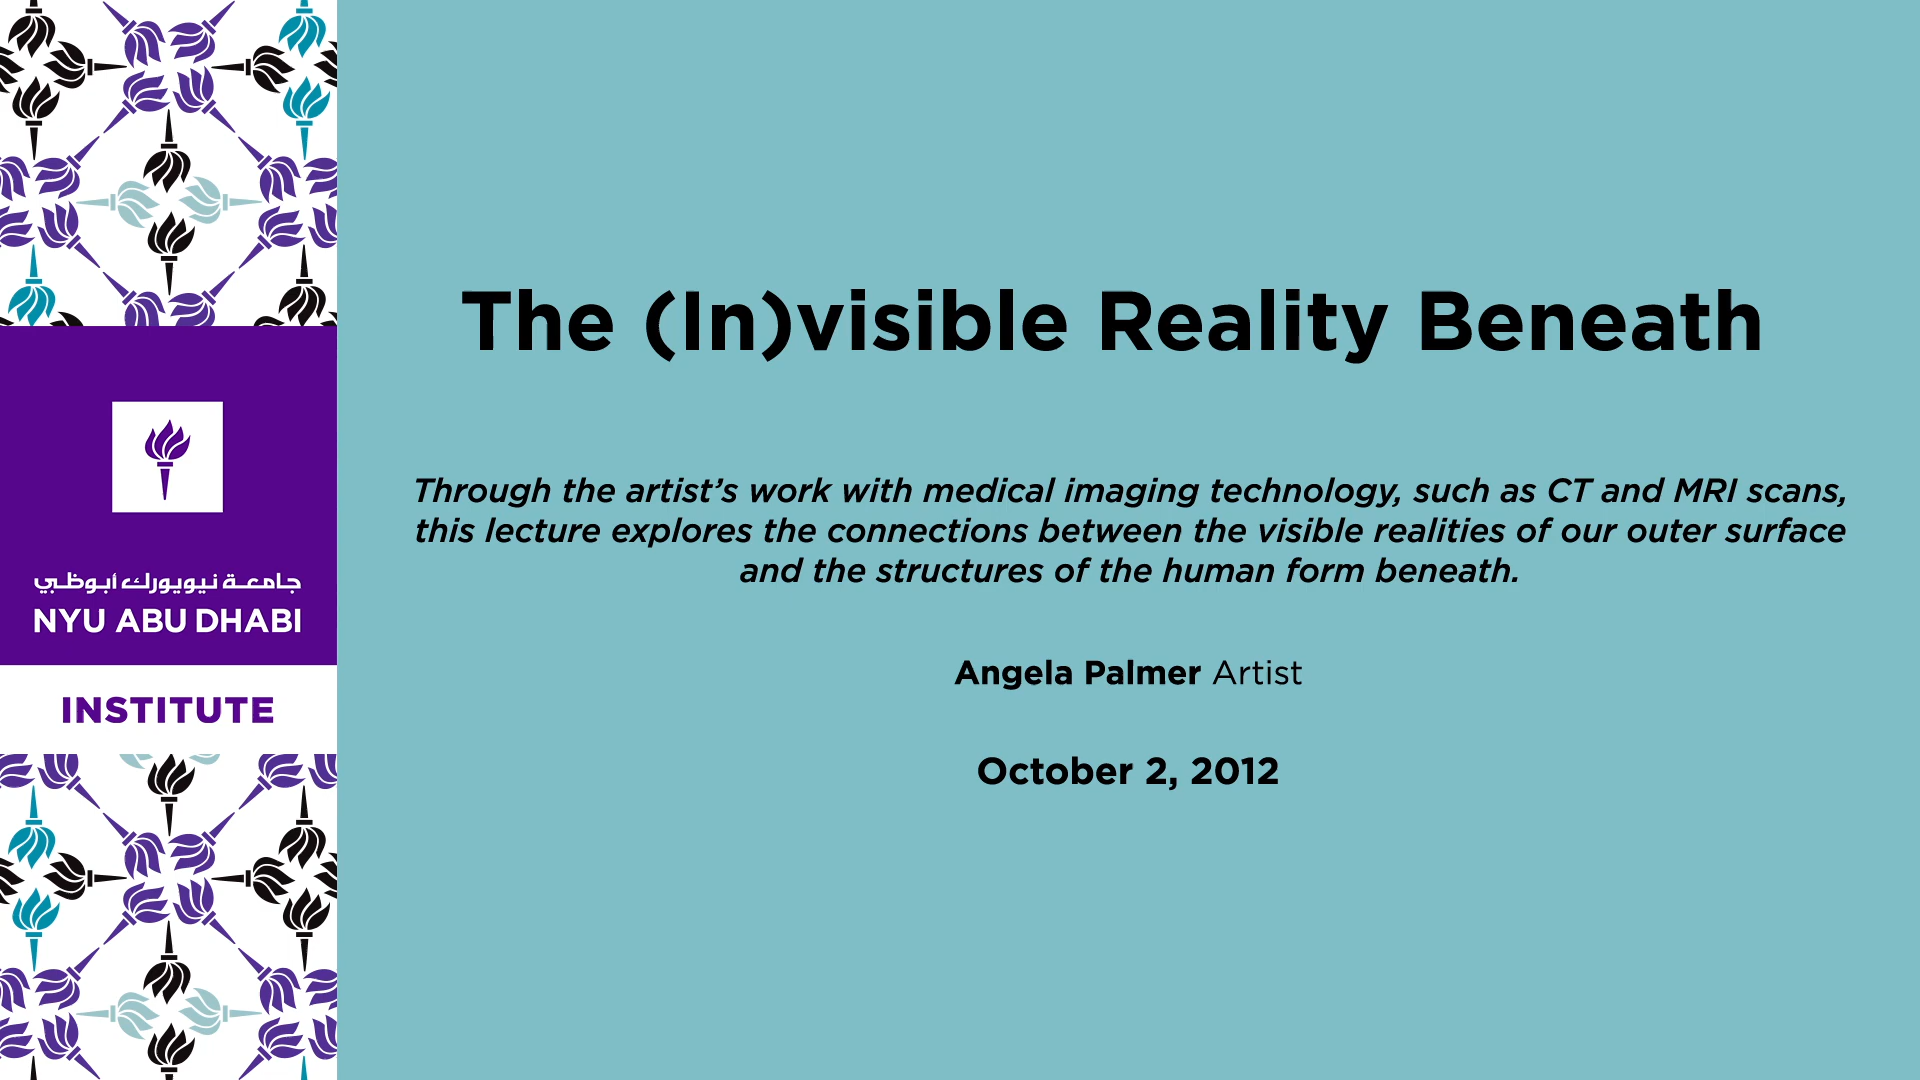 جامعة نيويورك أبوظبي
NYU ABU DHABI
INSTITUTE
The (In)visible Reality Beneath
Through the artist’s work with medical imaging technology, such as CT and MRI scans,
this lecture explores the connections between the visible realities of our outer surface
and the structures of the human form beneath.
Angela Palmer Artist
October 2, 2012